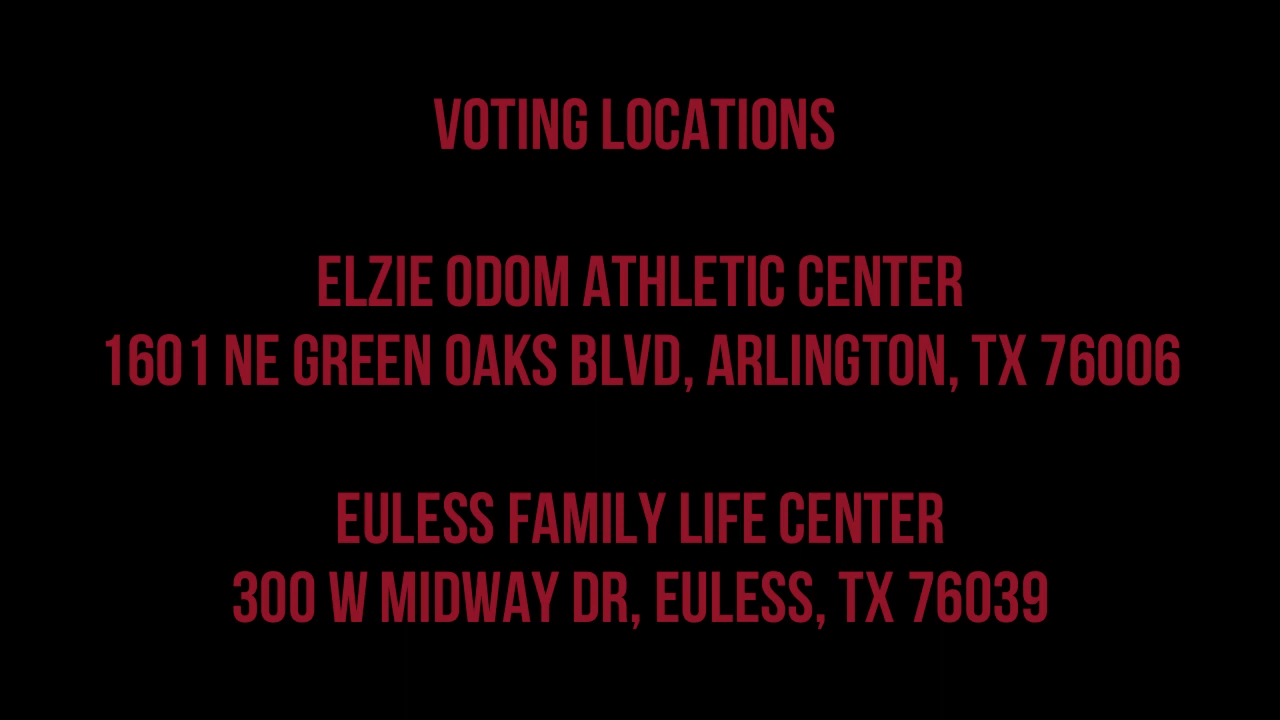 VOTING LOCATIONS
ELZIE ODOM ATHLETIC CENTER
1601 NE GREEN OAKS BLVD, ARLINGTON, TX 76006
EULESS FAMILY LIFE CENTER
300 W MIDWAY DR, EULESS, TX 76039